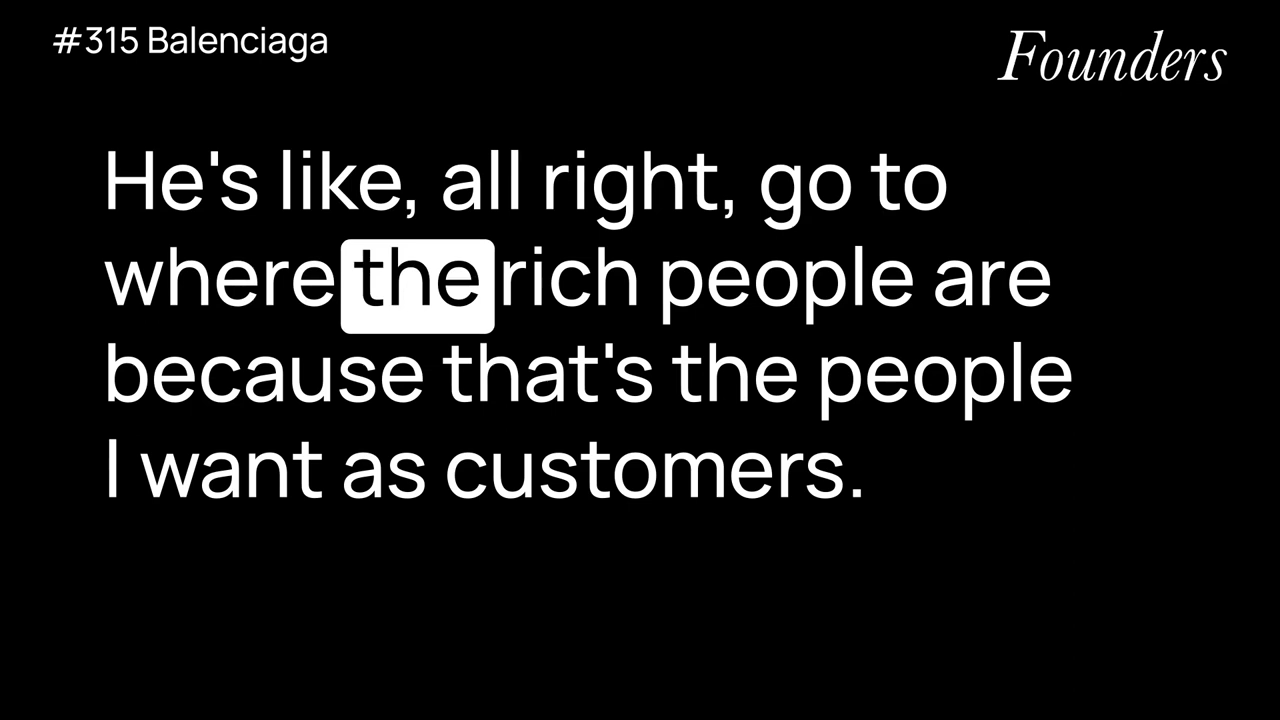 #315 Balenciaga
Founders
He's like, all right, go to
where the rich people are
because that's the people
I want as customers.